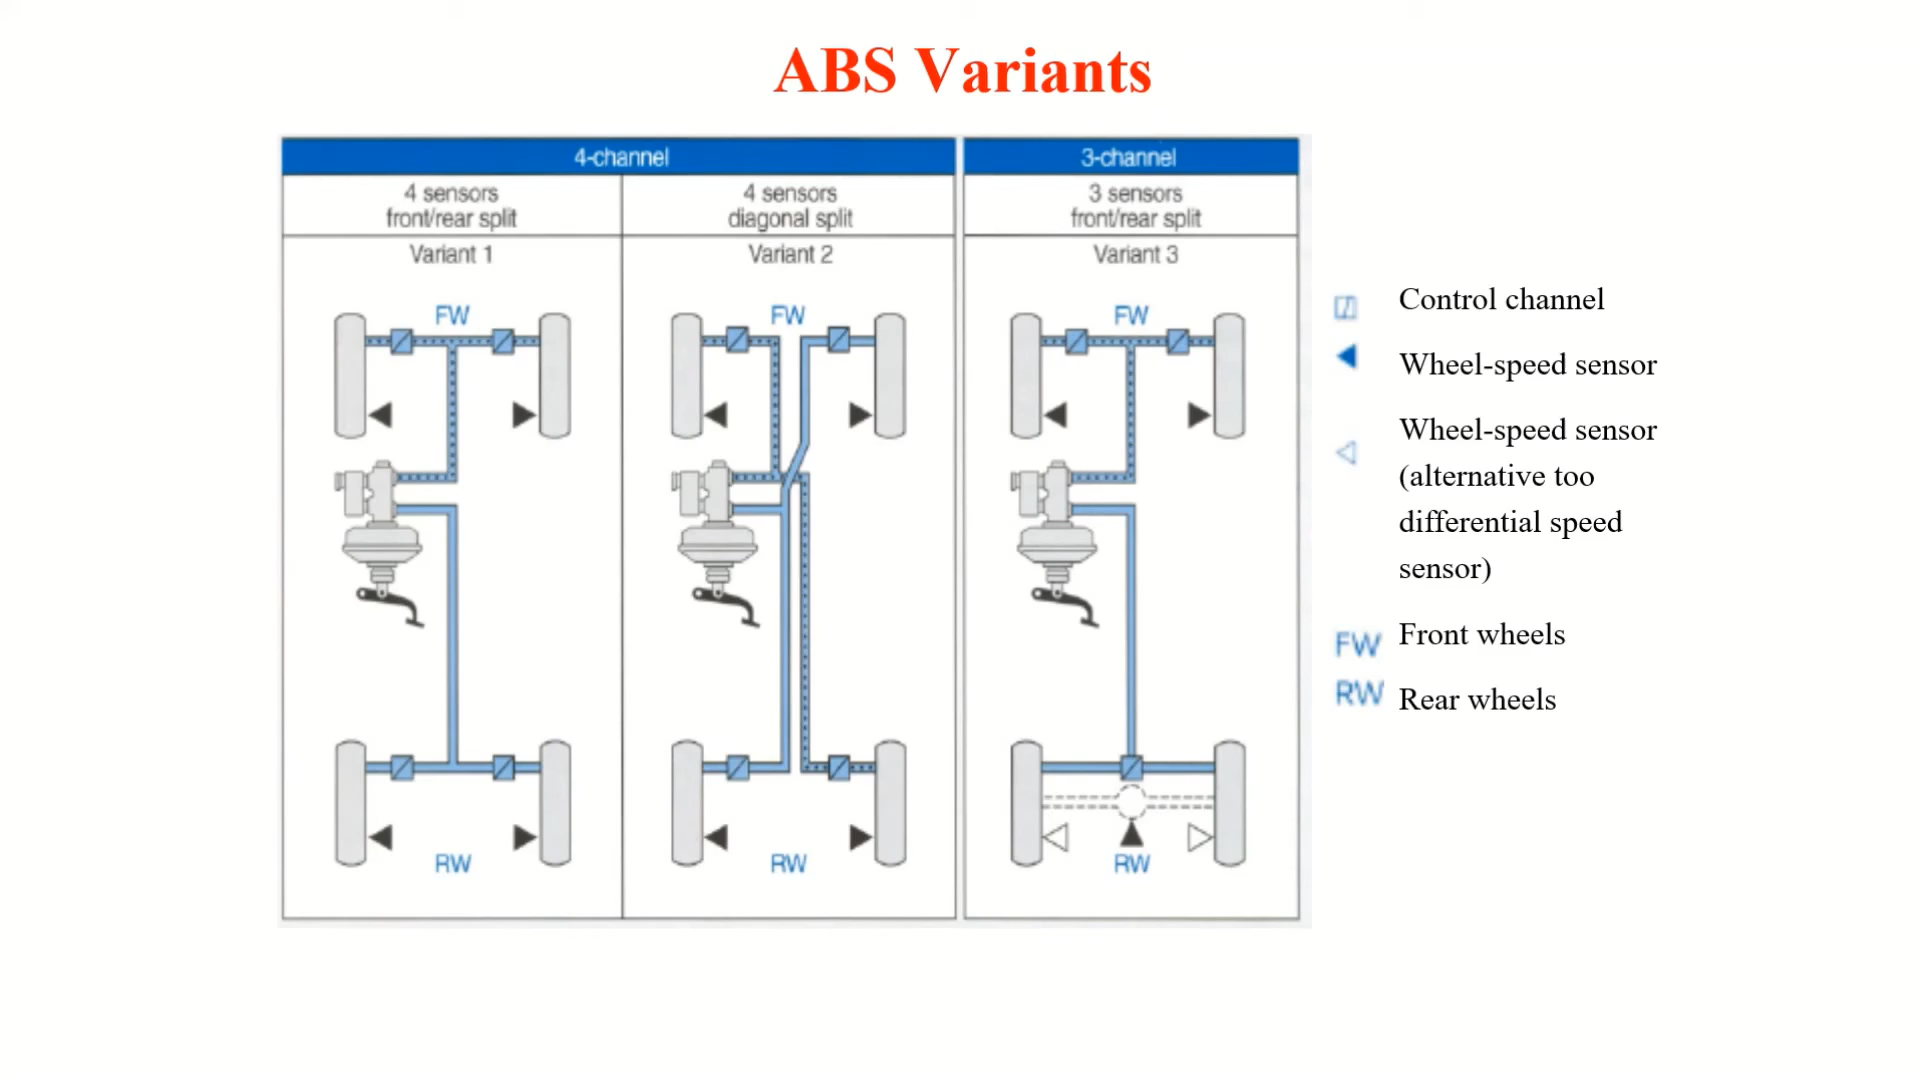 ABS Variants
4-channel
3-channel
4 sensors
front/rear split
4 sensors
diagonal split
3 sensors
front/rear split
Variant 1
Variant 2
Variant 3
FW
FW
FW
RW
RW
RW
Control channel
Wheel-speed sensor
Wheel-speed sensor
(alternative too
differential speed
sensor)
FW Front wheels
RW Rear wheels